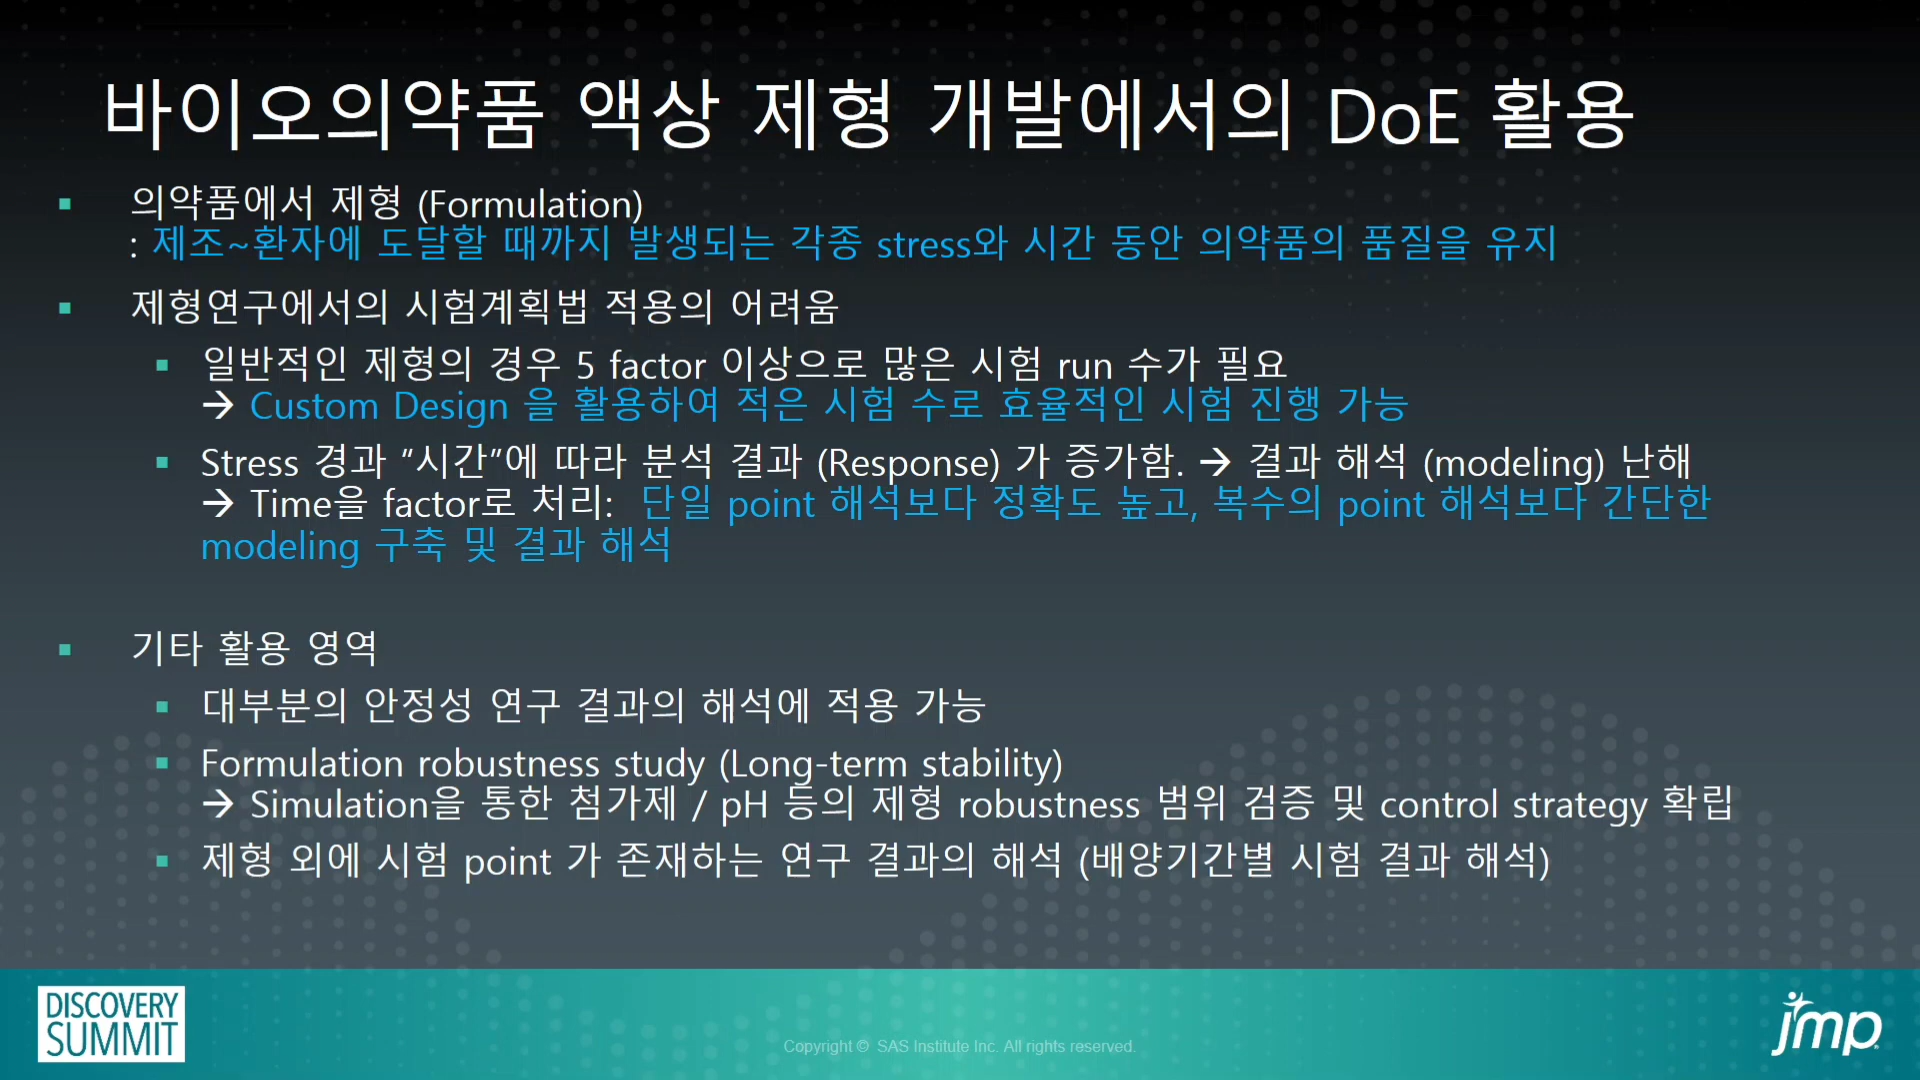 바이오의약품 액상 제형 개발에서의 DoE 활용
▪ 의약품에서 제형 (Formulation)
: 제조~환자에 도달할 때까지 발생되는 각종 stress와 시간 동안 의약품의 품질을 유지
▪ 제형연구에서의 시험계획법 적용의 어려움
▪ 일반적인 제형의 경우 5 factor 이상으로 많은 시험 run 수가 필요
→ Custom Design 을 활용하여 적은 시험 수로 효율적인 시험 진행 가능
▪ Stress 경과 “시간”에 따라 분석 결과 (Response) 가 증가함. → 결과 해석 (modeling) 난해
→ Time을 factor로 처리: 단일 point 해석보다 정확도 높고, 복수의 point 해석보다 간단한
modeling 구축 및 결과 해석
▪ 기타 활용 영역
▪ 대부분의 안정성 연구 결과의 해석에 적용 가능
▪ Formulation robustness study (Long-term stability)
→ Simulation을 통한 첨가제 / pH 등의 제형 robustness 범위 검증 및 control strategy 확립
▪ 제형 외에 시험 point 가 존재하는 연구 결과의 해석 (배양기간별 시험 결과 해석)
DISCOVERY
SUMMIT
Copyright © SAS Institute Inc. All rights reserved.
jmp